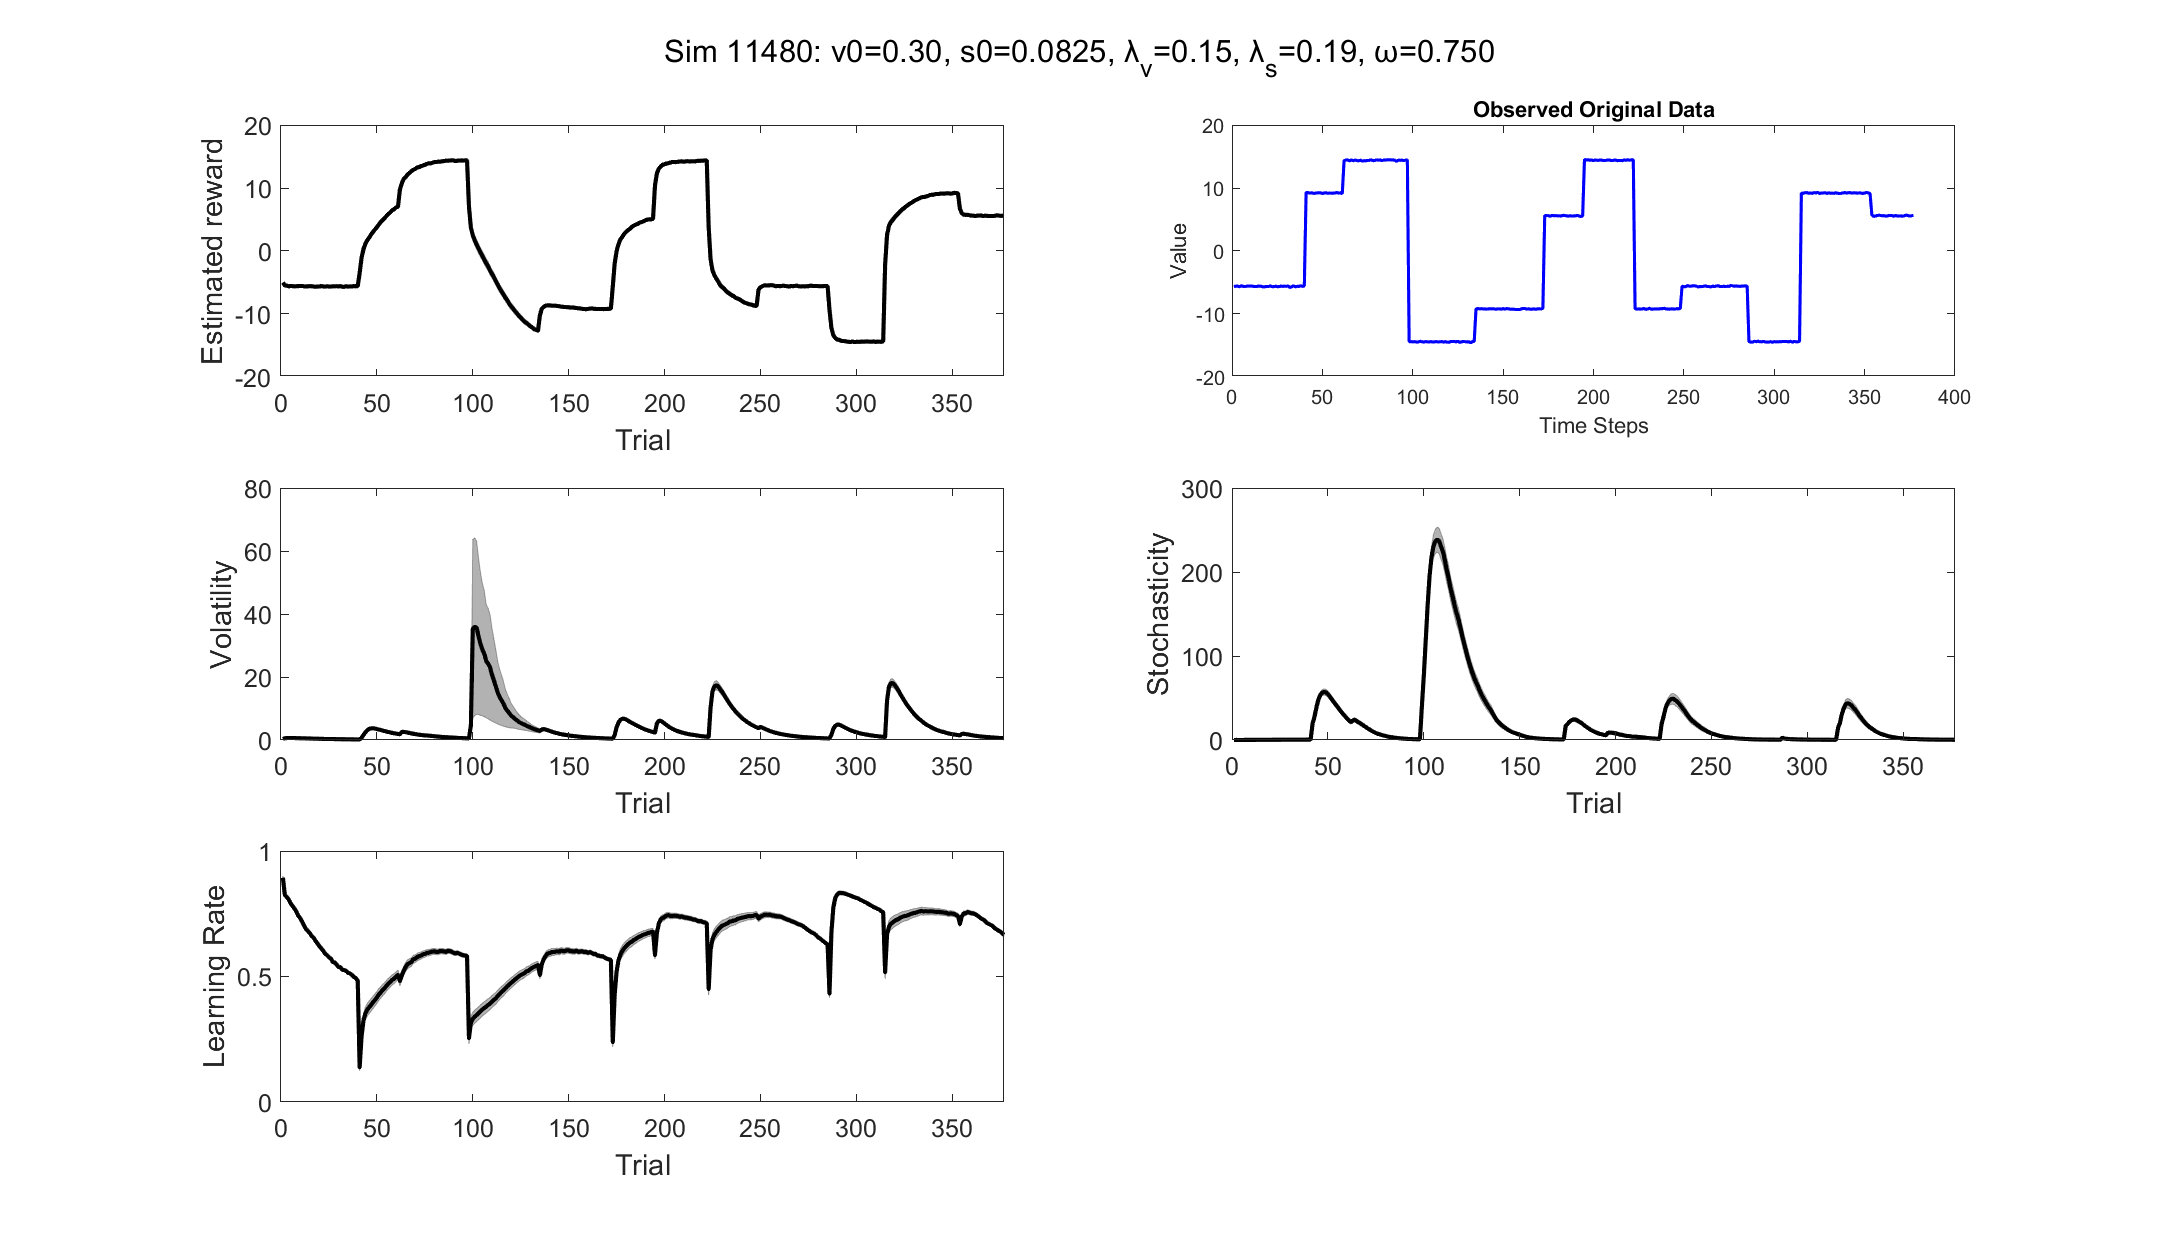 Sim 11480: v0=0.30, s0=0.0825, λ_v=0.15, λ_s=0.19, ω=0.750
Estimated reward
20
10
0
-10
-20
0 50 100 150 200 250 300 350
Trial
Observed Original Data
Value
20
10
0
-10
-20
0 50 100 150 200 250 300 350 400
Time Steps
Volatility
80
60
40
20
0
0 50 100 150 200 250 300 350
Trial
Stochasticity
300
200
100
0
0 50 100 150 200 250 300 350
Trial
Learning Rate
1
0.5
0
0 50 100 150 200 250 300 350
Trial